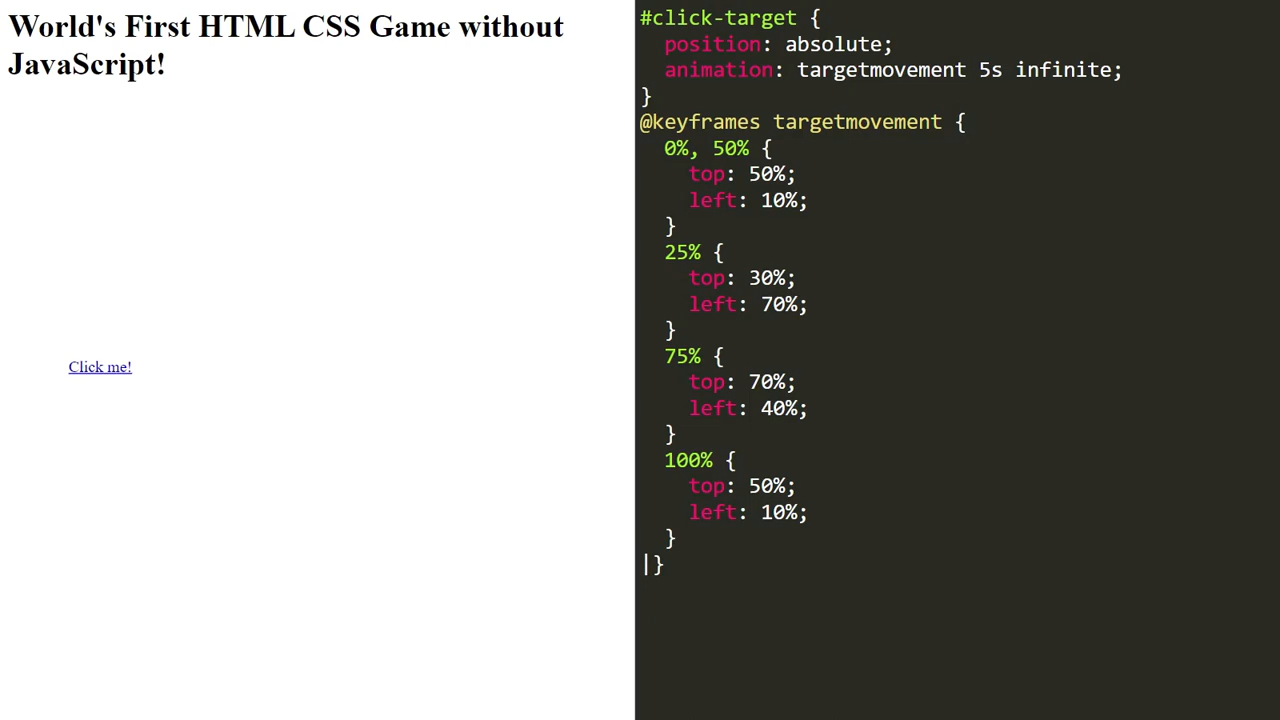 World's First HTML CSS Game without
JavaScript!
Click me!
#click-target {
  position: absolute;
  animation: targetmovement 5s infinite;
}
@keyframes targetmovement {
  0%, 50% {
    top: 50%;
    left: 10%;
  }
  25% {
    top: 30%;
    left: 70%;
  }
  75% {
    top: 70%;
    left: 40%;
  }
  100% {
    top: 50%;
    left: 10%;
  }
}